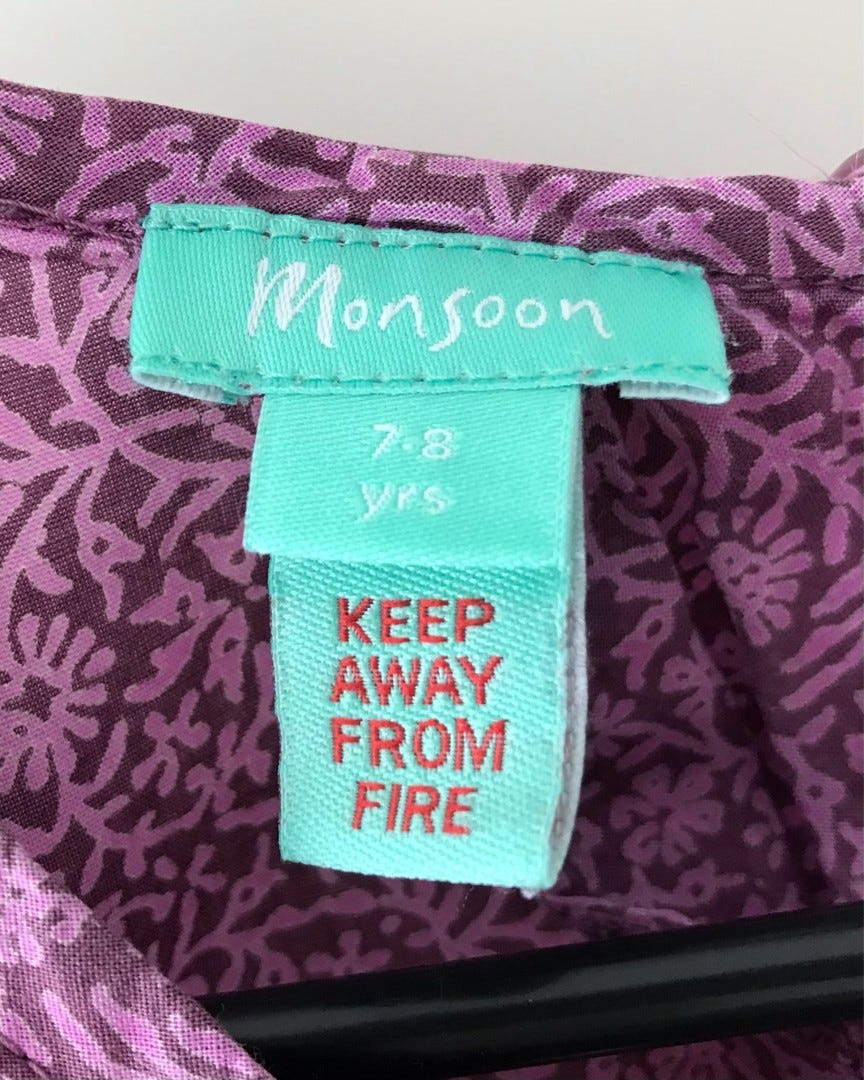 Monsoon
7-8
yrs
KEEP
AWAY
FROM
FIRE